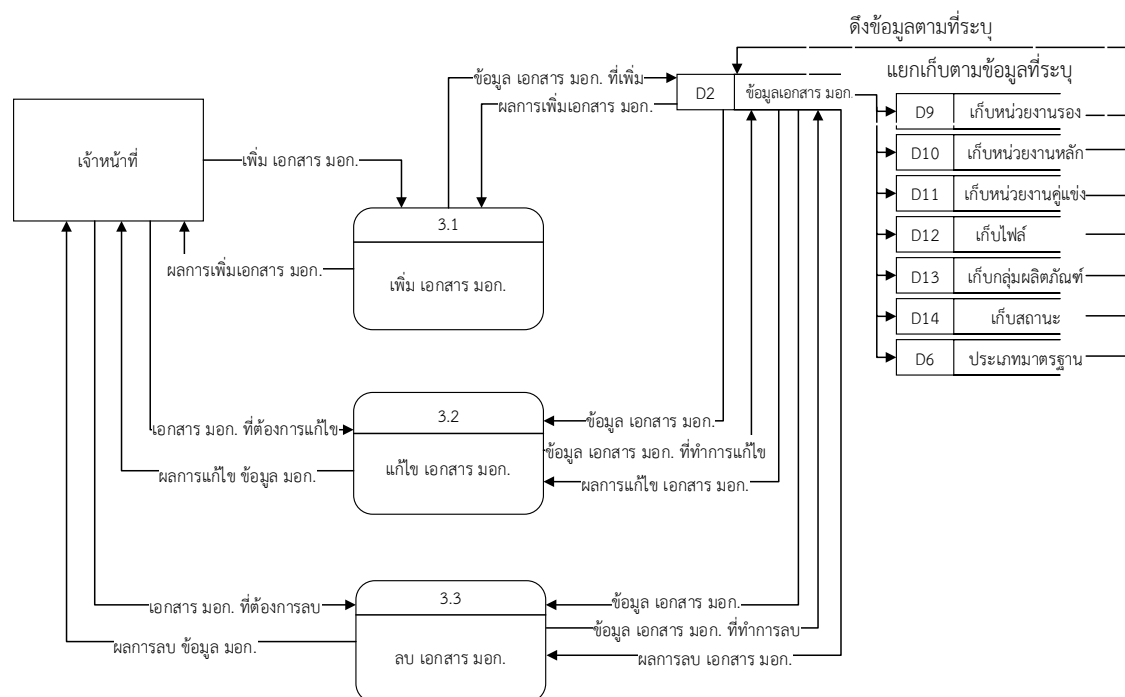 ดึงข้อมูลตามที่ระบุ
แยกเก็บตามข้อมูลที่ระบุ
ข้อมูล เอกสาร มอก. ที่เพิ่ม
D2
ข้อมูลเอกสาร มอก.
ผลการเพิ่มเอกสาร มอก.
D9
เก็บหน่วยงานรอง
D10
เก็บหน่วยงานหลัก
D11
เก็บหน่วยงานคู่แข่ง
D12
เก็บไฟล์
D13
เก็บกลุ่มผลิตภัณฑ์
D14
เก็บสถานะ
D6
ประเภทมาตรฐาน
เจ้าหน้าที่
เพิ่ม เอกสาร มอก.
3.1
เพิ่ม เอกสาร มอก.
ผลการเพิ่มเอกสาร มอก.
3.2
แก้ไข เอกสาร มอก.
เอกสาร มอก. ที่ต้องการแก้ไข
ผลการแก้ไข ข้อมูล มอก.
ข้อมูล เอกสาร มอก.
ข้อมูล เอกสาร มอก. ที่ทำการแก้ไข
ผลการแก้ไข เอกสาร มอก.
3.3
ลบ เอกสาร มอก.
เอกสาร มอก. ที่ต้องการลบ
ผลการลบ ข้อมูล มอก.
ข้อมูล เอกสาร มอก.
ข้อมูล เอกสาร มอก. ที่ทำการลบ
ผลการลบ เอกสาร มอก.